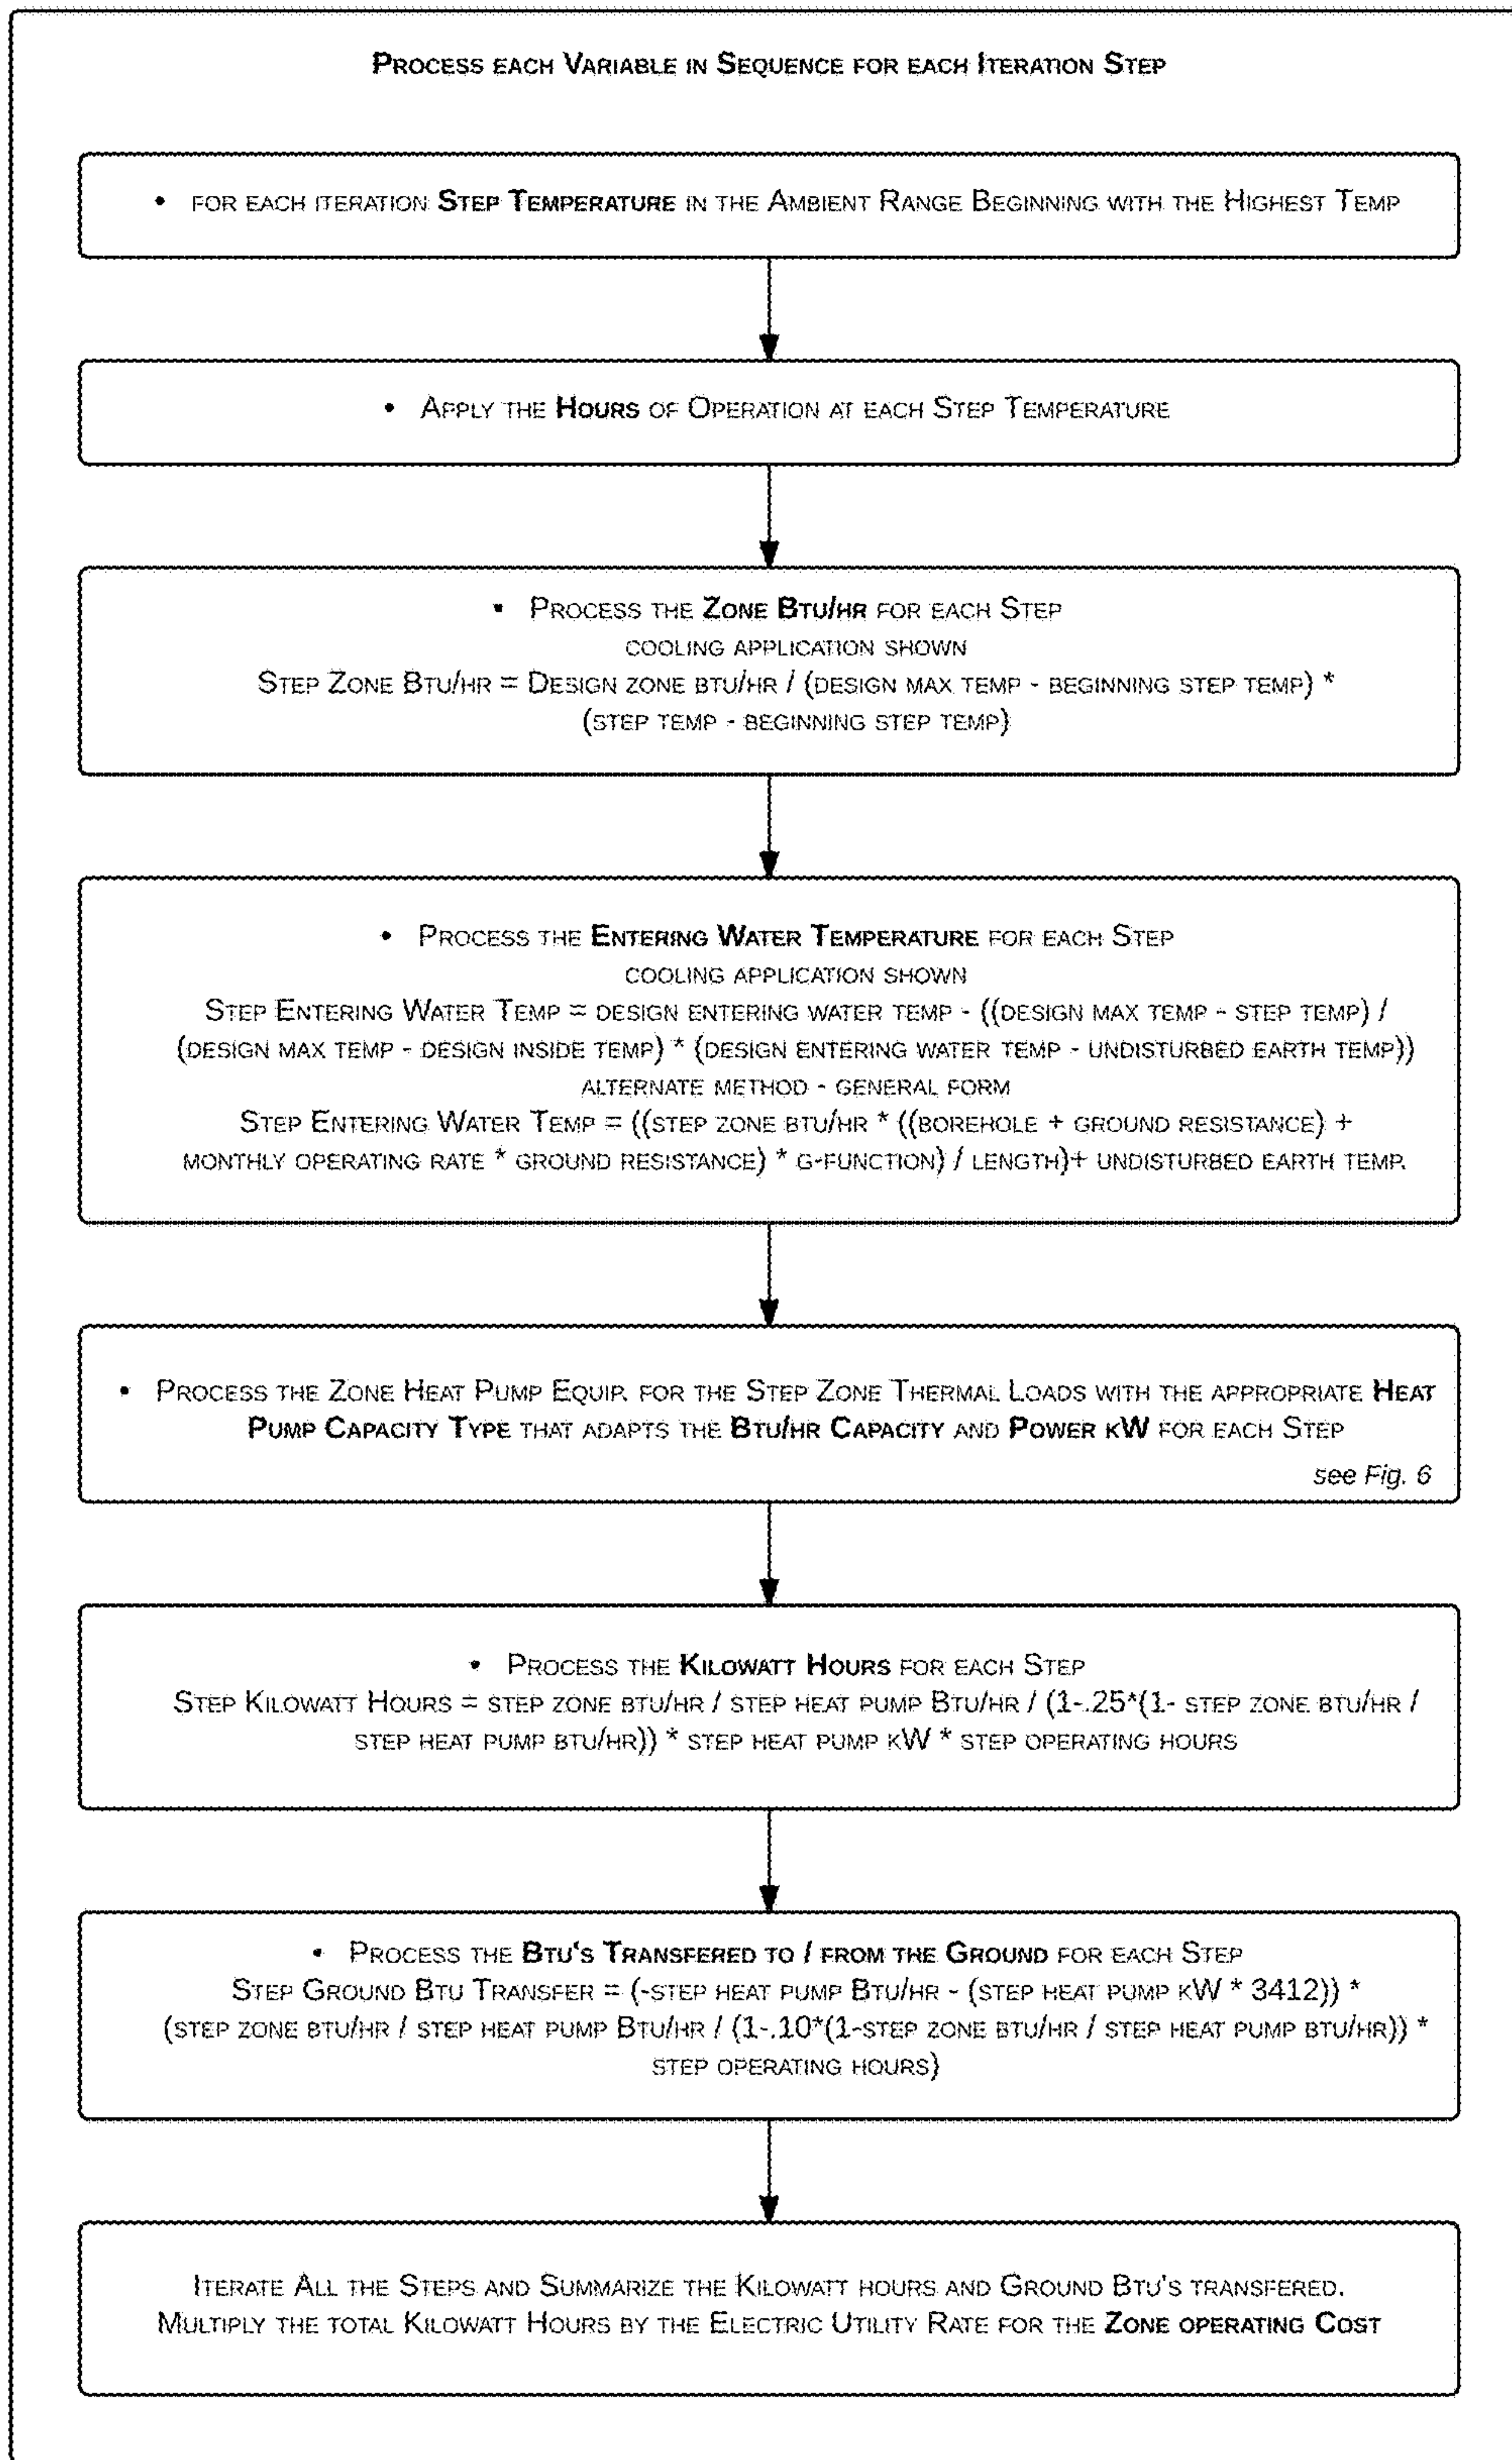 Process each Variable in Sequence for each Iteration Step
• for each iteration Step Temperature in the Ambient Range Beginning with the Highest Temp
• Apply the Hours of Operation at each Step Temperature
• Process the Zone Btu/hr for each Step
cooling application shown
Step Zone Btu/hr = Design zone btu/hr / (design max temp - beginning step temp) *
(step temp - beginning step temp)
• Process the Entering Water Temperature for each Step
cooling application shown
Step Entering Water Temp = design entering water temp - ((design max temp - step temp) /
(design max temp - design inside temp) * (design entering water temp - undisturbed earth temp))
alternate method - general form
Step Entering Water Temp = ((step zone btu/hr * ((borehole + ground resistance) +
monthly operating rate * ground resistance) * g-function) / length)+ undisturbed earth temp.
• Process the Zone Heat Pump Equip. for the Step Zone Thermal Loads with the appropriate Heat
Pump Capacity Type that adapts the Btu/hr Capacity and Power kW for each Step
see Fig. 6
• Process the Kilowatt Hours for each Step
Step Kilowatt Hours = step zone btu/hr / step heat pump Btu/hr / (1-.25*(1- step zone btu/hr /
step heat pump btu/hr)) * step heat pump kW * step operating hours
• Process the Btu's Transfered to / from the Ground for each Step
Step Ground Btu Transfer = (-step heat pump Btu/hr - (step heat pump kW * 3412)) *
(step zone btu/hr / step heat pump Btu/hr / (1-.10*(1-step zone btu/hr / step heat pump btu/hr)) *
step operating hours)
Iterate All the Steps and Summarize the Kilowatt hours and Ground Btu's transfered.
Multiply the total Kilowatt Hours by the Electric Utility Rate for the Zone operating Cost